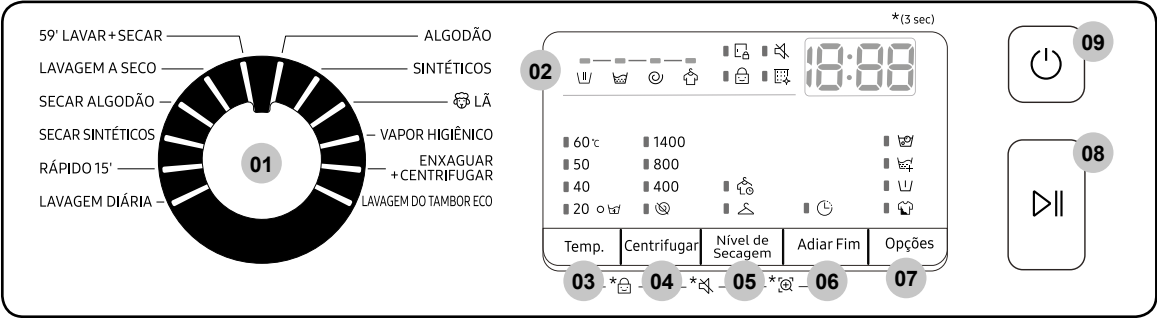 *(3 sec)
59' LAVAR+SECAR
LAVAGEM A SECO
SECAR ALGODÃO
SECAR SINTÉTICOS
RÁPIDO 15'
LAVAGEM DIÁRIA
01
ALGODÃO
SINTÉTICOS
LÃ
VAPOR HIGIÊNICO
ENXAGUAR
+CENTRIFUGAR
LAVAGEM DO TAMBOR ECO
02
18:88
60℃
50
40
20
1400
800
400
Temp.
Centrifugar
Nível de
Secagem
Adiar Fim
Opções
03
*
04
*
05
*
06
07
09
08